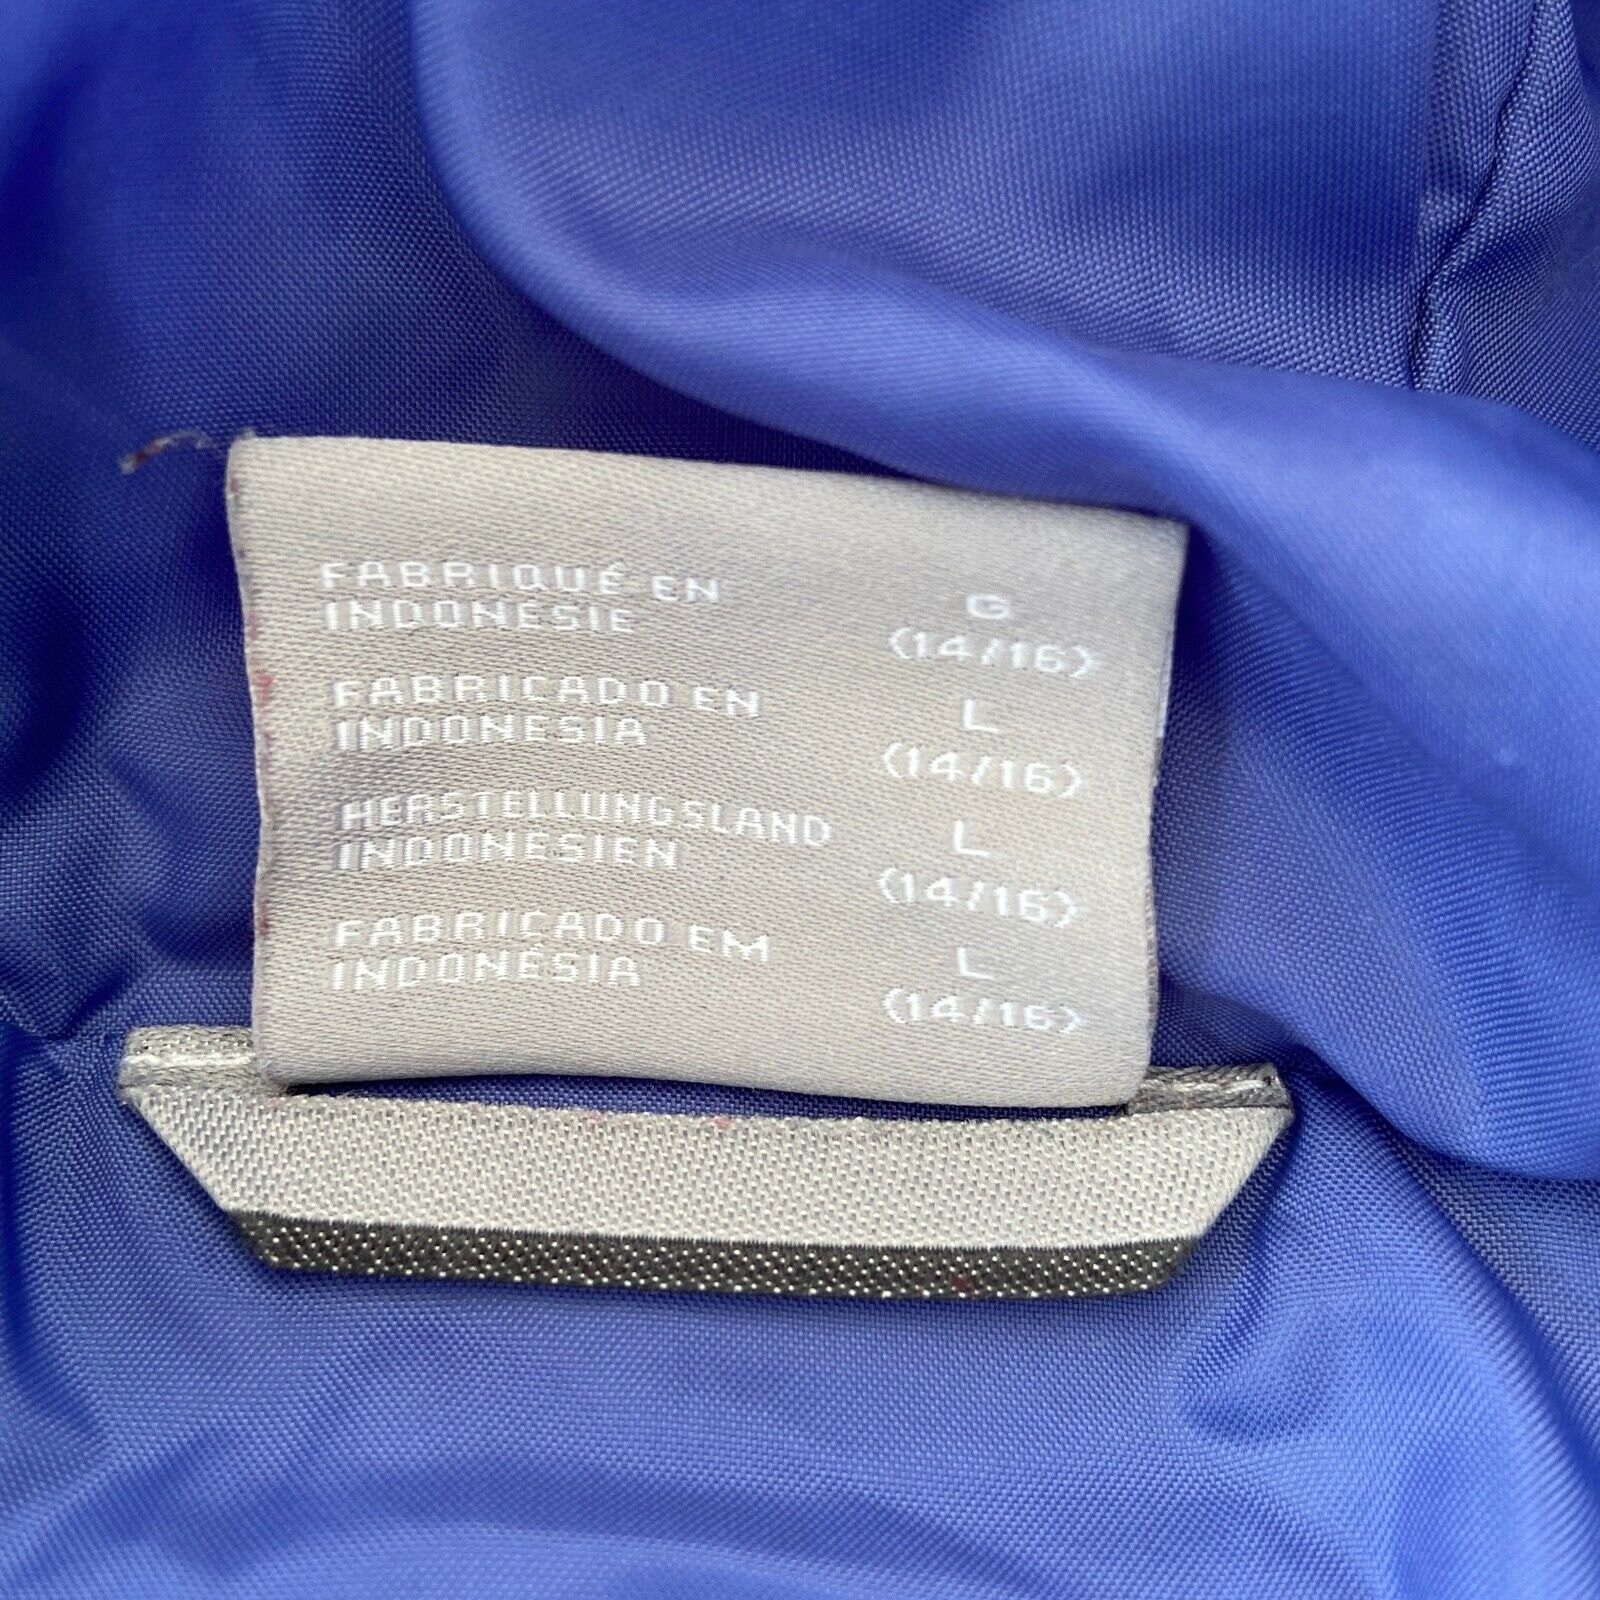 FABRIQUÉ EN G
INDONÉSIE (14/16)
FABRICADO EN L
INDONESIA (14/16)
HERSTELLUNGSLAND L
INDONESIEN (14/16)
FABRICADO EM L
INDONÉSIA (14/16)